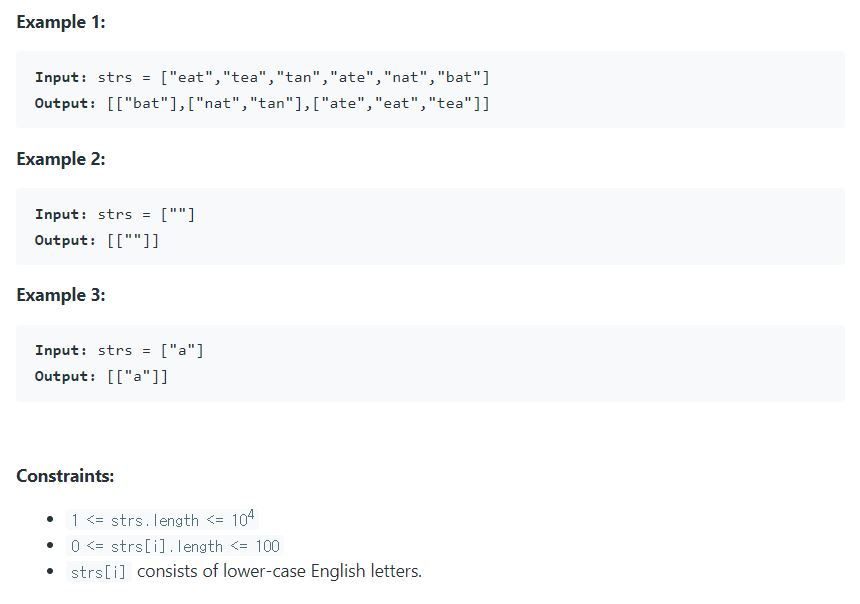 Example 1:
Input: strs = ["eat","tea","tan","ate","nat","bat"]
Output: [["bat"],["nat","tan"],["ate","eat","tea"]]
Example 2:
Input: strs = [""]
Output: [[""]]
Example 3:
Input: strs = ["a"]
Output: [["a"]]
Constraints:
• 1 <= strs.length <= 10⁴
• 0 <= strs[i].length <= 100
• strs[i] consists of lower-case English letters.